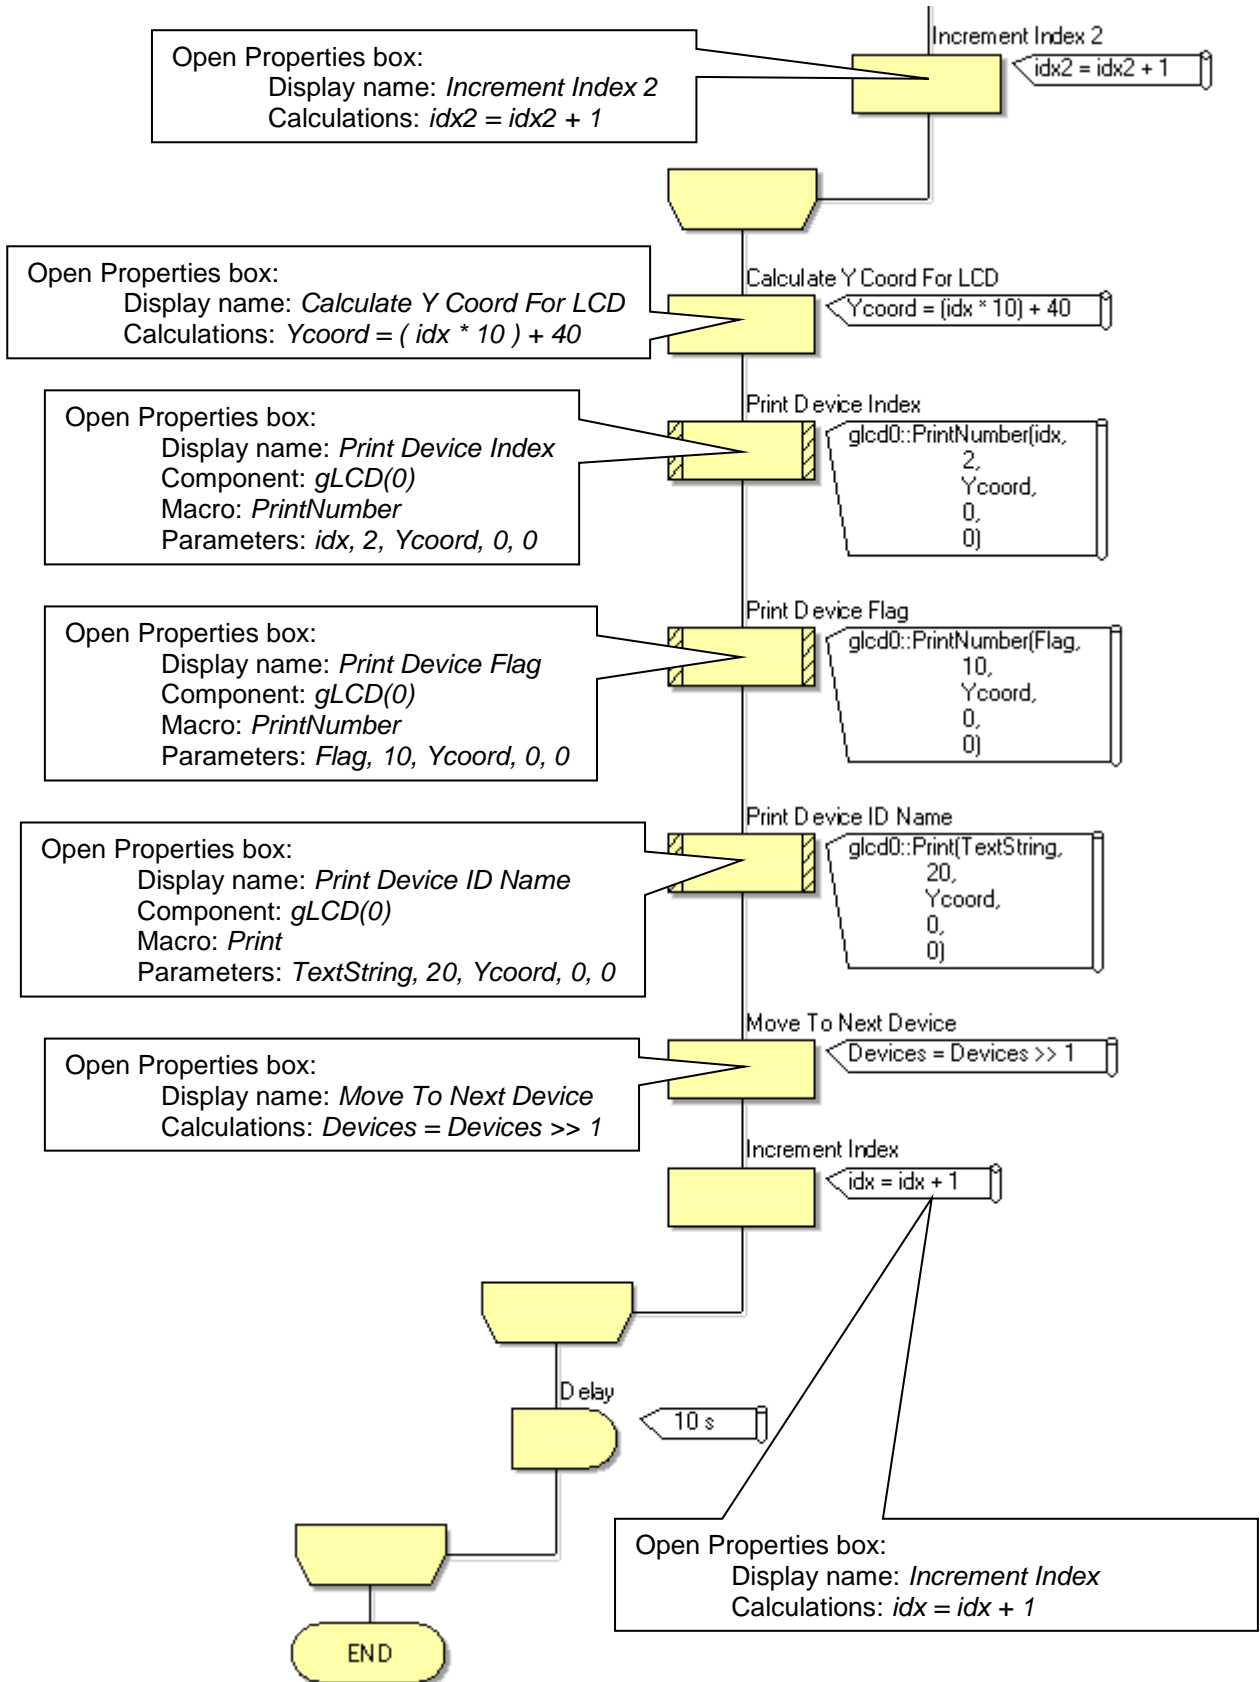 Increment Index 2
idx2 = idx2 + 1
Open Properties box:
Display name: Increment Index 2
Calculations: idx2 = idx2 + 1
Calculate Y Coord For LCD
Ycoord = (idx * 10) + 40
Open Properties box:
Display name: Calculate Y Coord For LCD
Calculations: Ycoord = ( idx * 10 ) + 40
Print Device Index
glcd0::PrintNumber(idx,
2,
Ycoord,
0,
0)
Open Properties box:
Display name: Print Device Index
Component: gLCD(0)
Macro: PrintNumber
Parameters: idx, 2, Ycoord, 0, 0
Print Device Flag
glcd0::PrintNumber(Flag,
10,
Ycoord,
0,
0)
Open Properties box:
Display name: Print Device Flag
Component: gLCD(0)
Macro: PrintNumber
Parameters: Flag, 10, Ycoord, 0, 0
Print Device ID Name
glcd0::Print(TextString,
20,
Ycoord,
0,
0)
Open Properties box:
Display name: Print Device ID Name
Component: gLCD(0)
Macro: Print
Parameters: TextString, 20, Ycoord, 0, 0
Move To Next Device
Devices = Devices >> 1
Open Properties box:
Display name: Move To Next Device
Calculations: Devices = Devices >> 1
Increment Index
idx = idx + 1
Delay
10 s
Open Properties box:
Display name: Increment Index
Calculations: idx = idx + 1
END